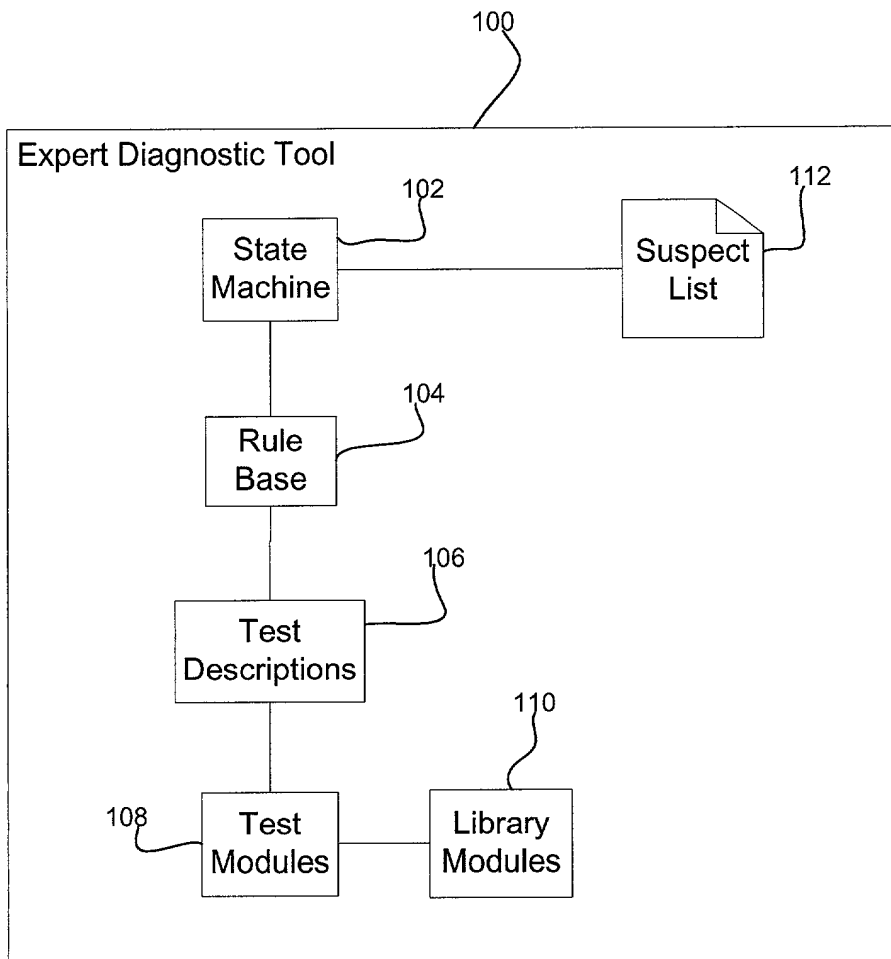 100
Expert Diagnostic Tool
102
112
State
Machine
Suspect
List
104
Rule
Base
106
Test
Descriptions
110
108
Test
Modules
Library
Modules